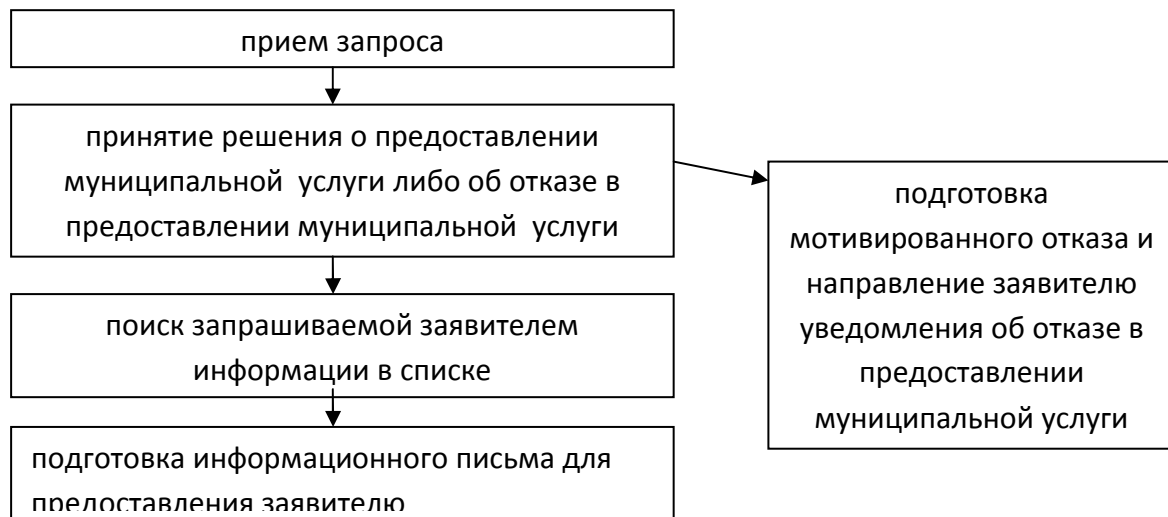 прием запроса
принятие решения о предоставлении
муниципальной услуги либо об отказе в
предоставлении муниципальной услуги
подготовка
мотивированного отказа и
направление заявителю
уведомления об отказе в
предоставлении
муниципальной услуги
поиск запрашиваемой заявителем
информации в списке
подготовка информационного письма для
предоставления заявителю